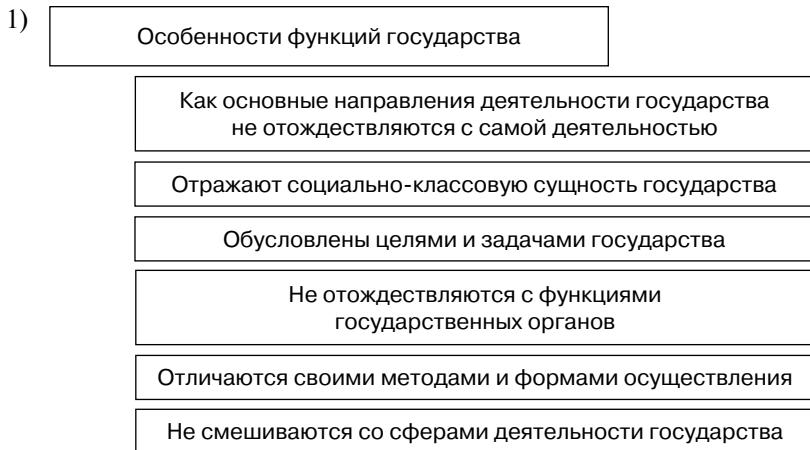 1)
Особенности функций государства
Как основные направления деятельности государства
не отождествляются с самой деятельностью
Отражают социально-классовую сущность государства
Обусловлены целями и задачами государства
Не отождествляются с функциями
государственных органов
Отличаются своими методами и формами осуществления
Не смешиваются со сферами деятельности государства